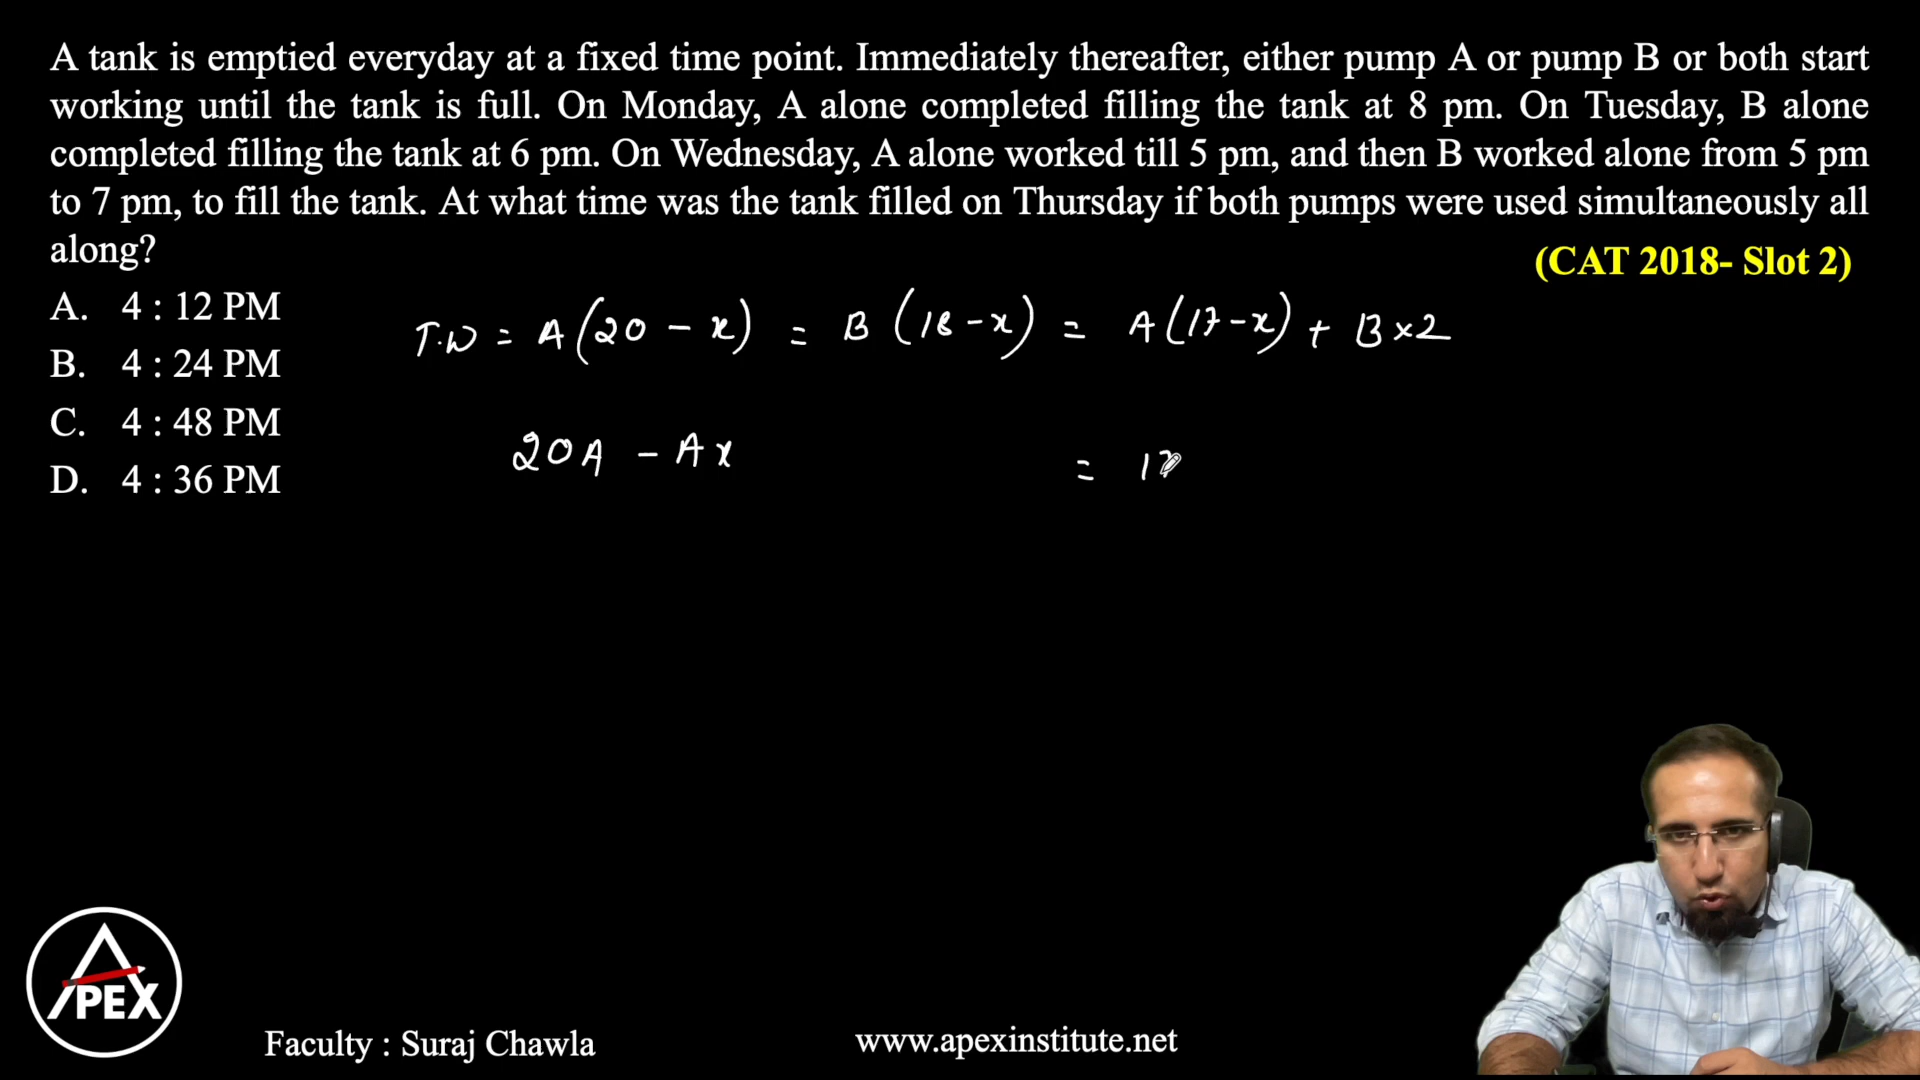 A tank is emptied everyday at a fixed time point. Immediately thereafter, either pump A or pump B or both start
working until the tank is full. On Monday, A alone completed filling the tank at 8 pm. On Tuesday, B alone
completed filling the tank at 6 pm. On Wednesday, A alone worked till 5 pm, and then B worked alone from 5 pm
to 7 pm, to fill the tank. At what time was the tank filled on Thursday if both pumps were used simultaneously all
along?
(CAT 2018- Slot 2)
A. 4 : 12 PM
B. 4 : 24 PM
C. 4 : 48 PM
D. 4 : 36 PM
T.W = A(20 - x) = B(18-x) = A(17-x) + B×2
20A - Ax = 17
APEX
Faculty : Suraj Chawla
www.apexinstitute.net